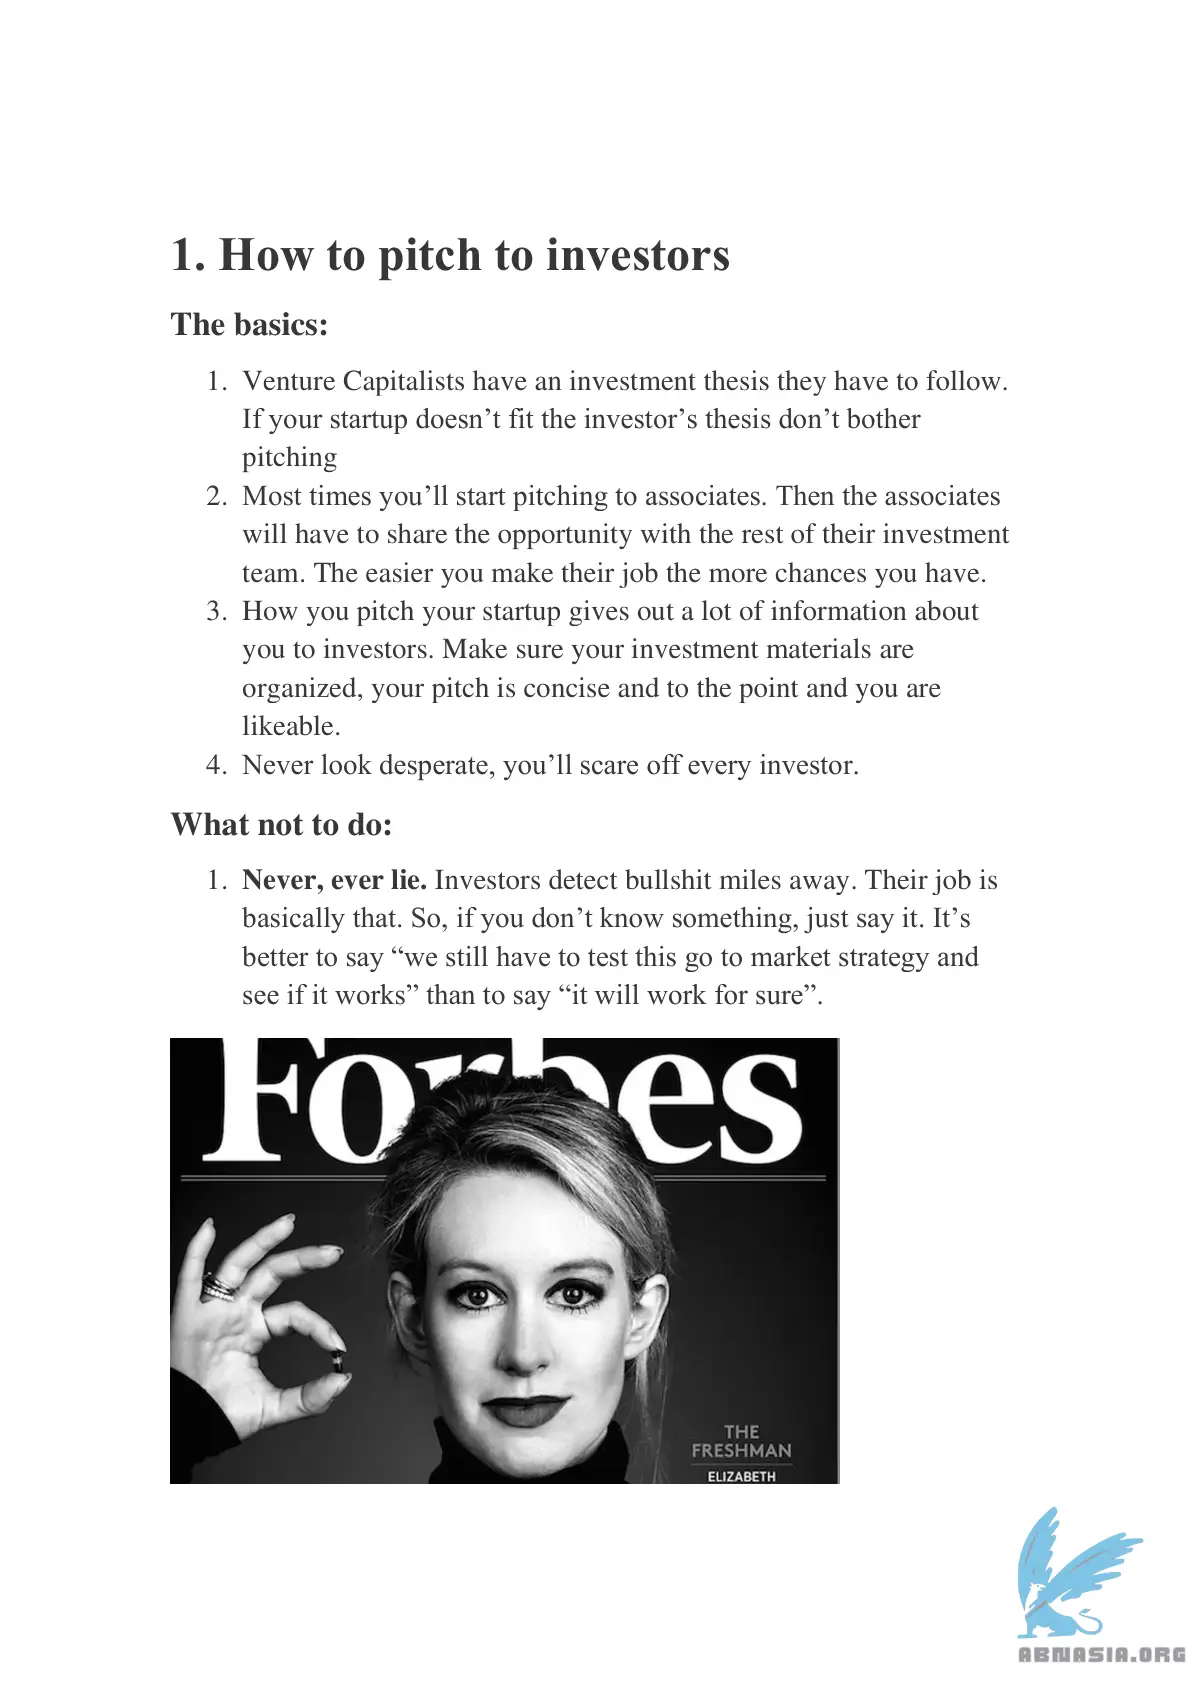 1. How to pitch to investors
The basics:
1. Venture Capitalists have an investment thesis they have to follow.
If your startup doesn’t fit the investor’s thesis don’t bother
pitching
2. Most times you’ll start pitching to associates. Then the associates
will have to share the opportunity with the rest of their investment
team. The easier you make their job the more chances you have.
3. How you pitch your startup gives out a lot of information about
you to investors. Make sure your investment materials are
organized, your pitch is concise and to the point and you are
likeable.
4. Never look desperate, you’ll scare off every investor.
What not to do:
1. Never, ever lie. Investors detect bullshit miles away. Their job is
basically that. So, if you don’t know something, just say it. It’s
better to say “we still have to test this go to market strategy and
see if it works” than to say “it will work for sure”.
Forbes
THE
FRESHMAN
ELIZABETH
ABNASIA.ORG